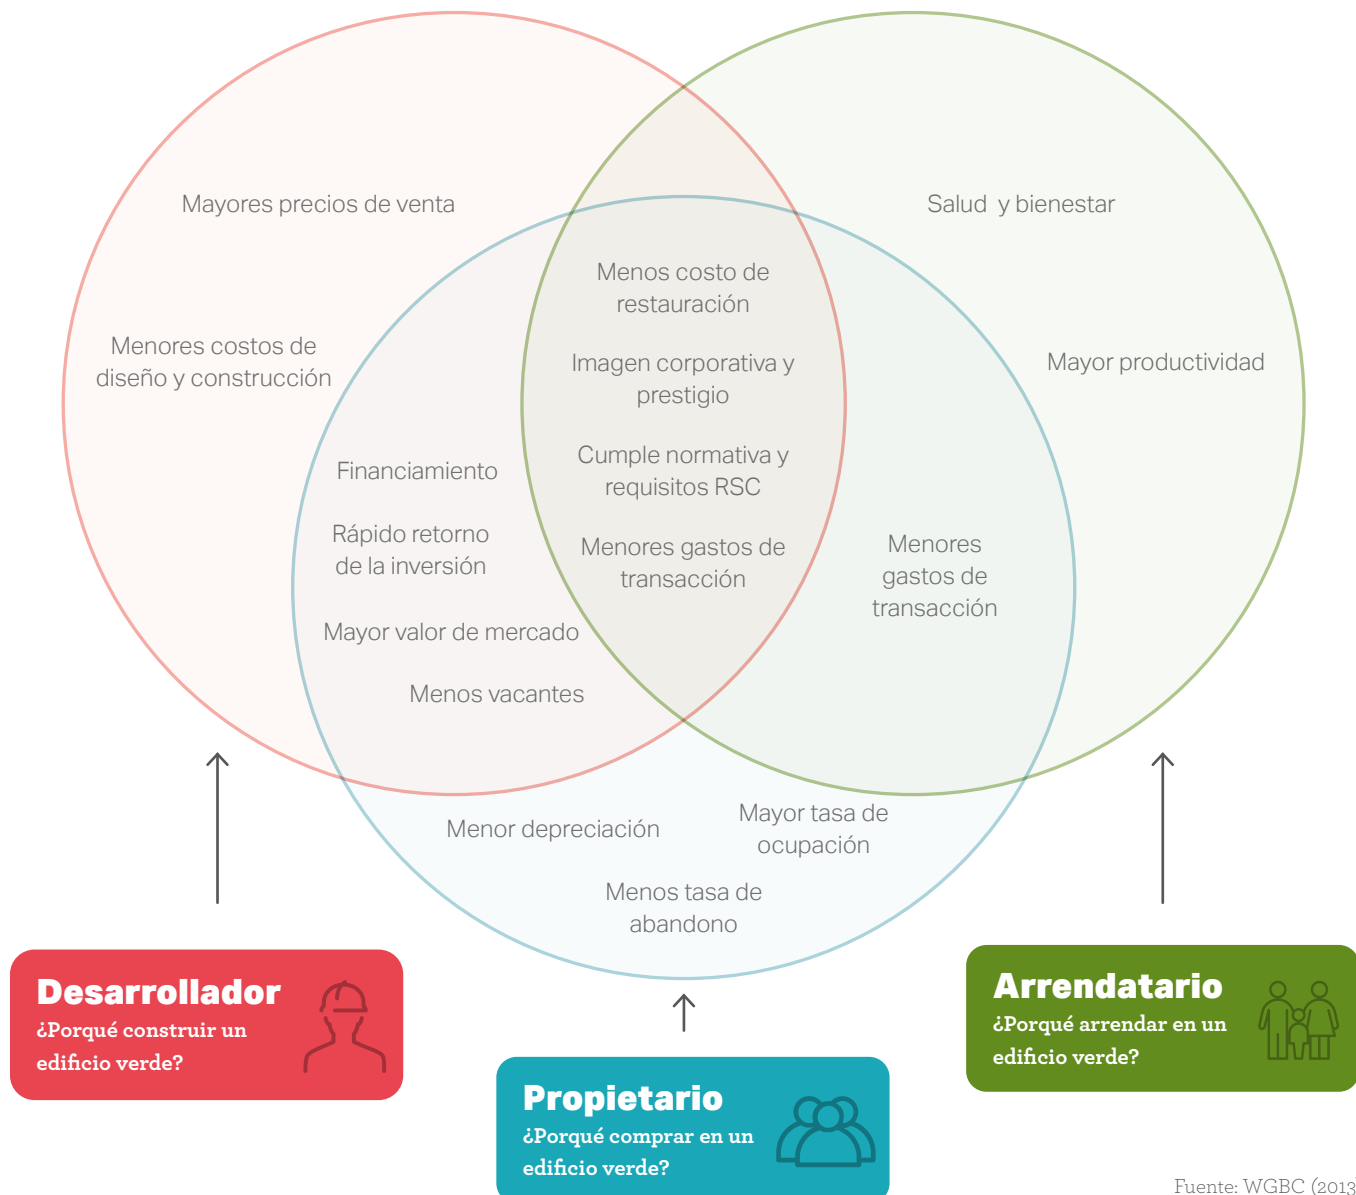 Mayores precios de venta
Menores costos de
diseño y construcción
Financiamiento
Rápido retorno
de la inversión
Mayor valor de mercado
Menos vacantes
Menos costo de
restauración
Imagen corporativa y
prestigio
Cumple normativa y
requisitos RSC
Menores gastos de
transacción
Salud y bienestar
Mayor productividad
Menores
gastos de
transacción
Menor depreciación
Mayor tasa de
ocupación
Menos tasa de
abandono
Desarrollador
¿Porqué construir un
edificio verde?
Propietario
¿Porqué comprar en un
edificio verde?
Arrendatario
¿Porqué arrendar en un
edificio verde?
Fuente: WGBC (2013